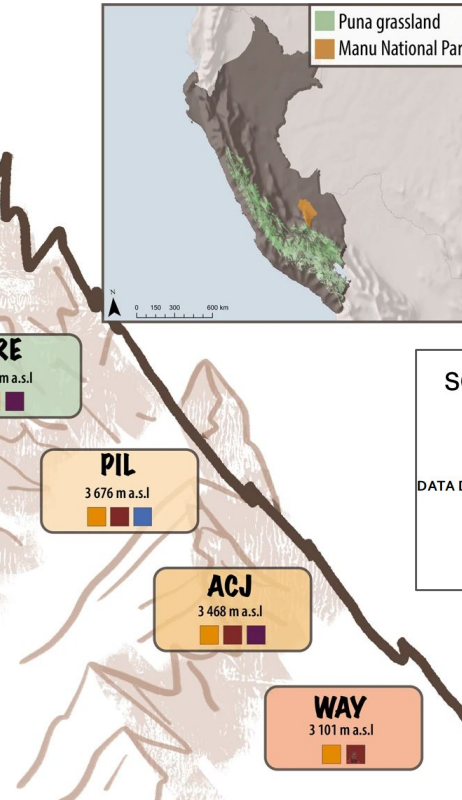 Puna grassland
Manu National Par
N
0 150 300 600 km
RE
m a.s.l
PIL
3 676 m a.s.l
ACJ
3 468 m a.s.l
WAY
3 101 m a.s.l
S
DATA D